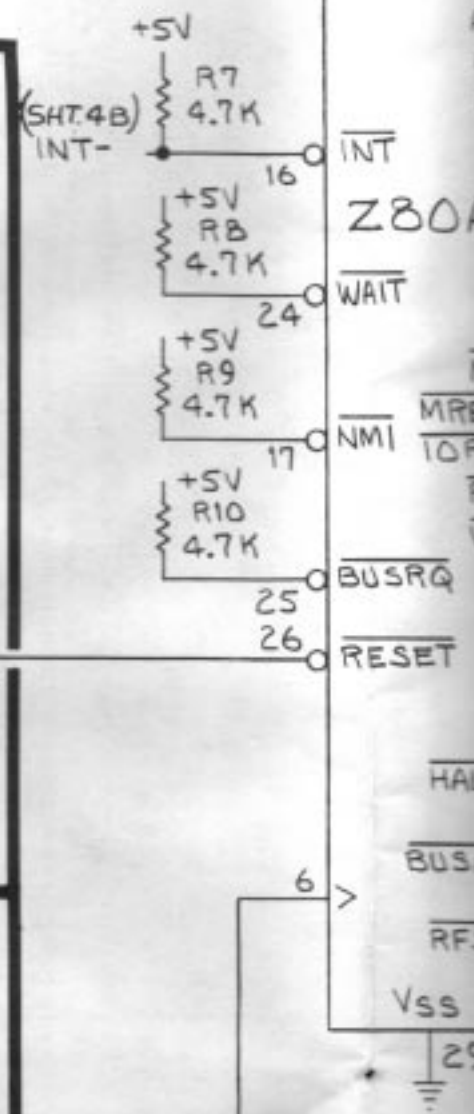 +5V
R7
4.7K
(SHT.4B)
INT-
16
INT
+5V
R8
4.7K
Z80A
24
WAIT
+5V
R9
4.7K
17
NMI
+5V
R10
4.7K
25
BUSRQ
26
RESET
6
>
VSS